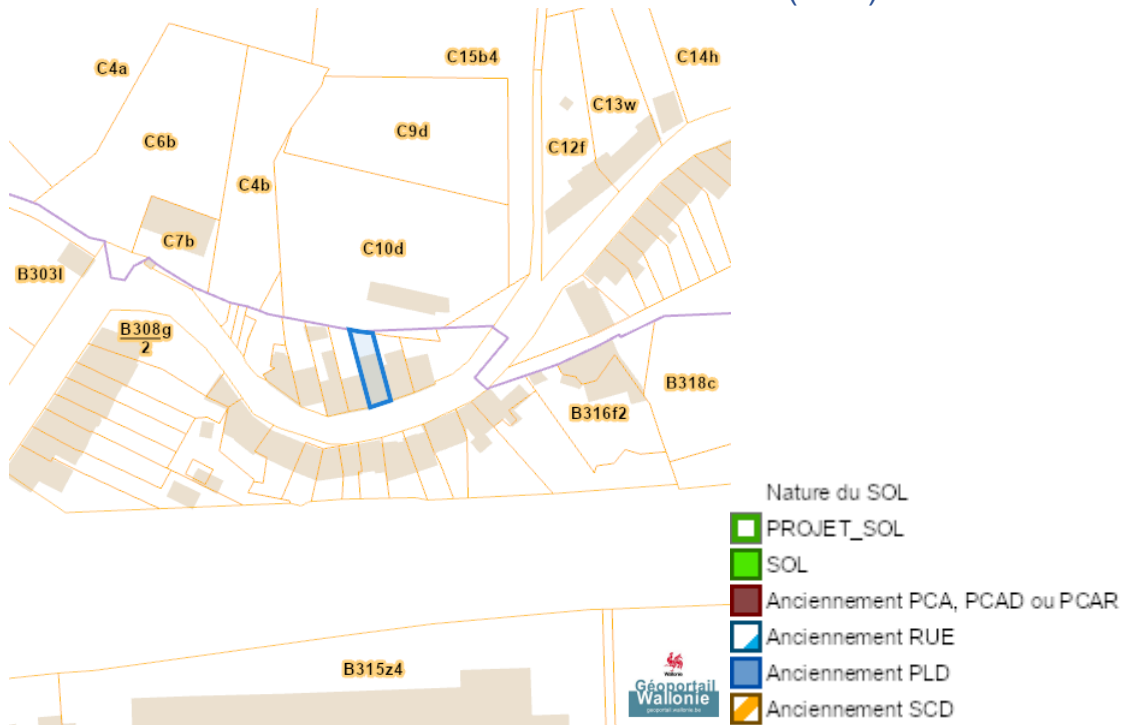 C4a
C15b4
C14h
C13w
C9d
C6b
C12f
C4b
C7b
C10d
B303l
B308g
2
B318c
B316f2
Nature du SOL
PROJET_SOL
SOL
Anciennement PCA, PCAD ou PCAR
Anciennement RUE
Anciennement PLD
Anciennement SCD
B315z4
Wallonie
Géoportail
Wallonie
geoportail.wallonie.be